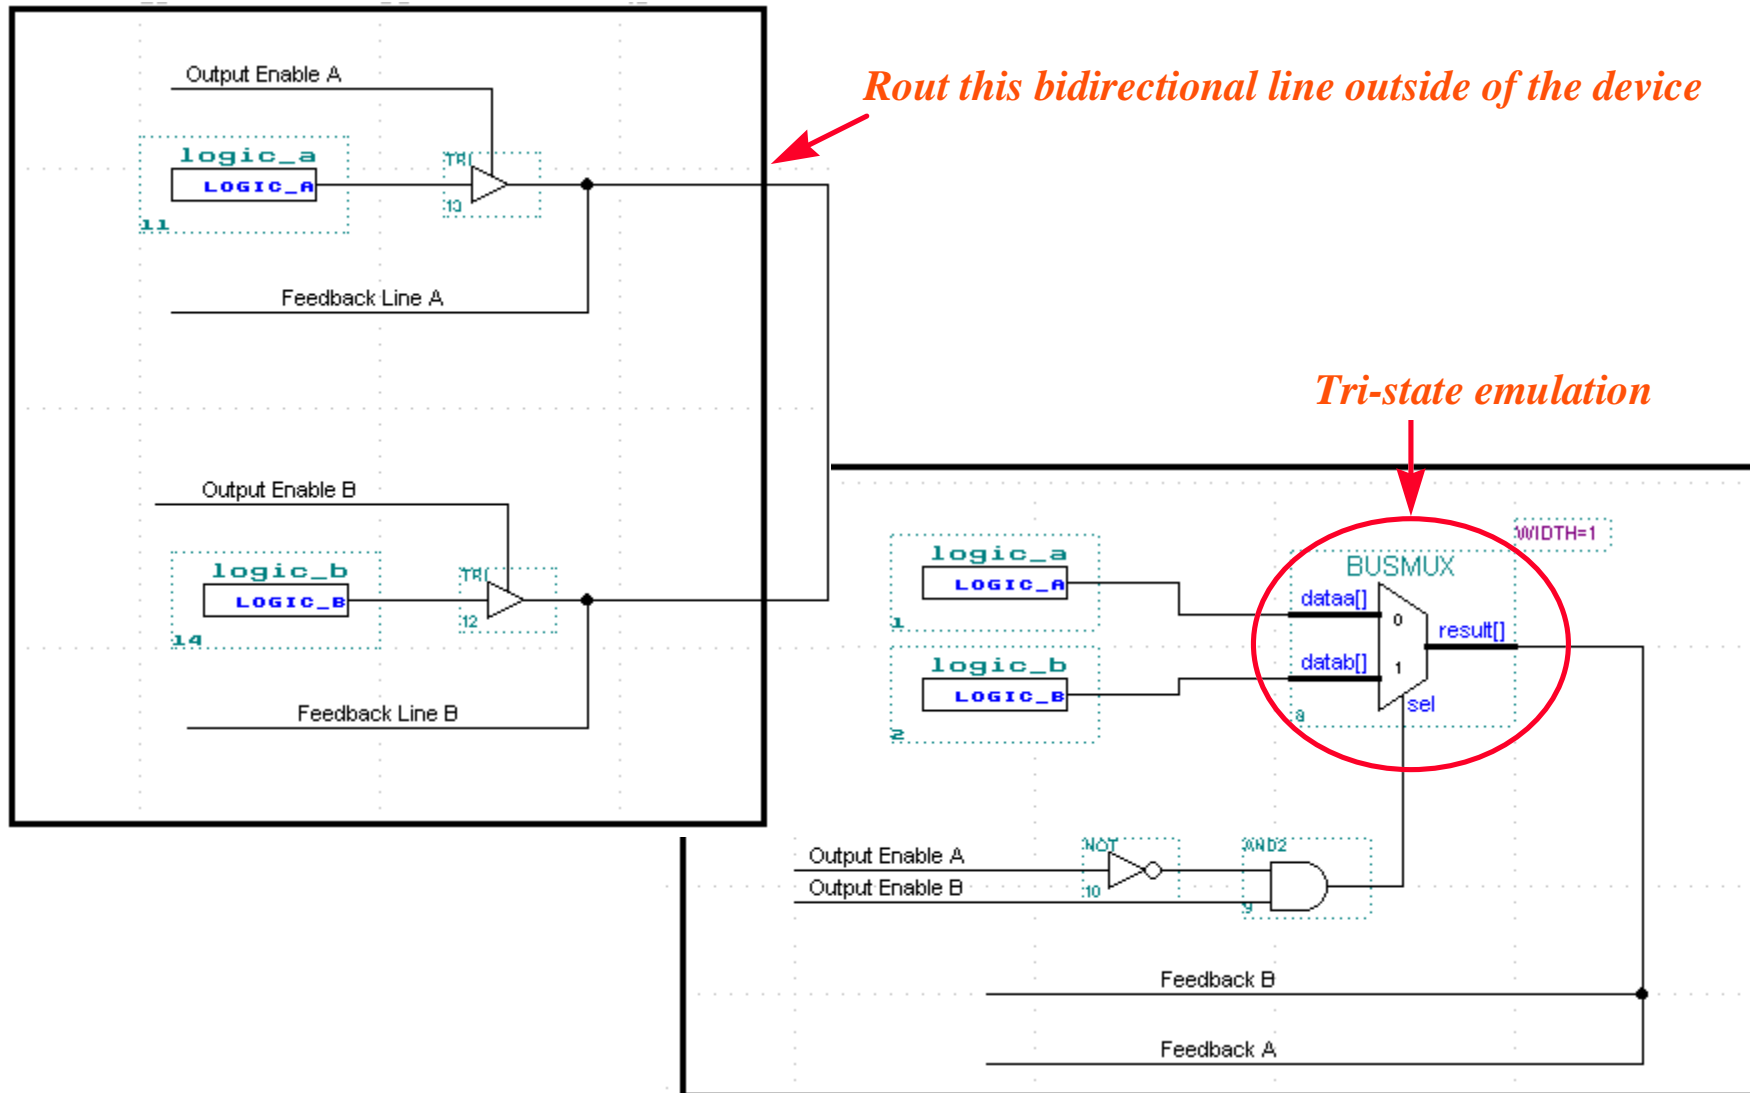 Output Enable A
Rout this bidirectional line outside of the device
logic_a
LOGIC_A
TRI
13
11
Feedback Line A
Tri-state emulation
Output Enable B
logic_b
LOGIC_B
TRI
12
14
Feedback Line B
WIDTH=1
BUSMUX
logic_a
LOGIC_A
1
dataa[]
0
result[]
logic_b
LOGIC_B
2
datab[]
1
sel
8
Output Enable A
NOT
10
AND2
Output Enable B
9
Feedback B
Feedback A